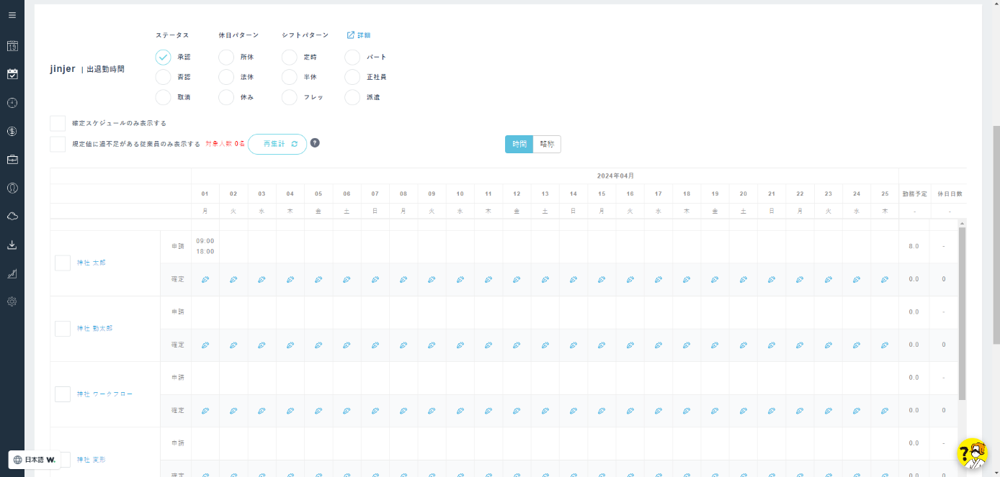 ステータス 休日パターン シフトパターン 詳細
承認 所休 定時 パート
jinjer | 出退勤時間
否認 法休 半休 正社員
取消 休み フレッ 派遣
確定スケジュールのみ表示する
規定値に過不足がある従業員のみ表示する 対象人数 0名 再集計 ?
時間 略称
2024年04月
01 02 03 04 05 06 07 08 09 10 11 12 13 14 15 16 17 18 19 20 21 22 23 24 25 勤務予定 休日日数
月 火 水 木 金 土 日 月 火 水 木 金 土 日 月 火 水 木 金 土 日 月 火 水 木 - -
申請 09:00 18:00 8.0 -
神社 太郎
確定 0.0 0
申請 0.0 -
神社 勤太郎
確定 0.0 0
申請 0.0 -
神社 ワークフロー
確定 0.0 0
申請 0.0 -
神社 変形
確定 0.0 0
日本語 W.
19
?